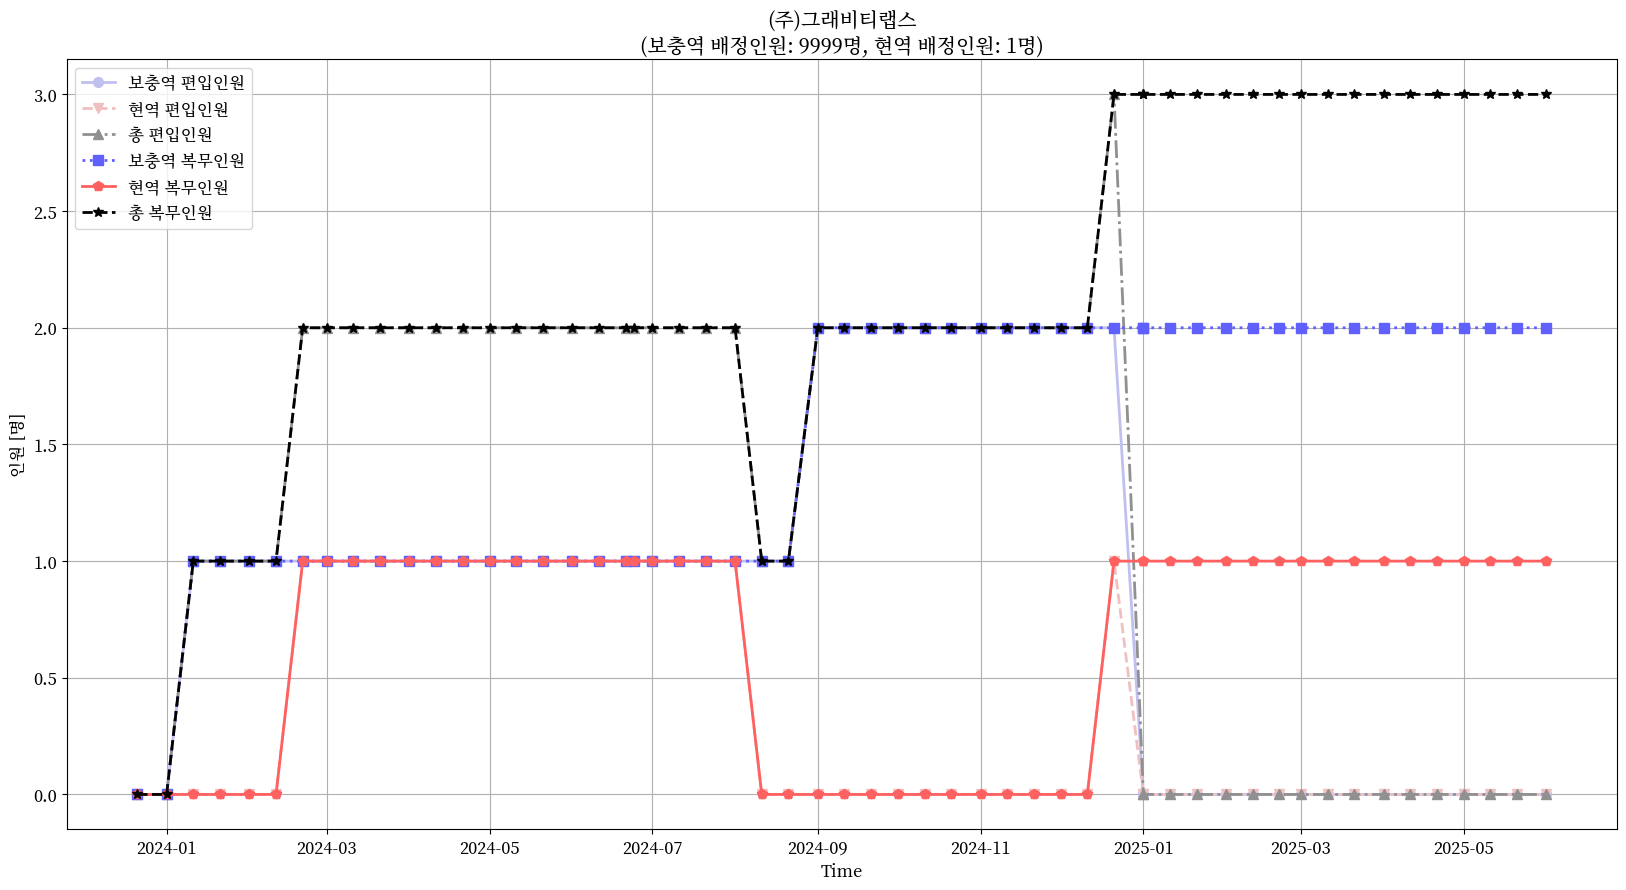 (주)그래비티랩스
(보충역 배정인원: 9999명, 현역 배정인원: 1명)
보충역 편입인원
현역 편입인원
총 편입인원
보충역 복무인원
현역 복무인원
총 복무인원
3.0
2.5
2.0
1.5
1.0
0.5
0.0
인원 [명]
2024-01
2024-03
2024-05
2024-07
2024-09
2024-11
2025-01
2025-03
2025-05
Time